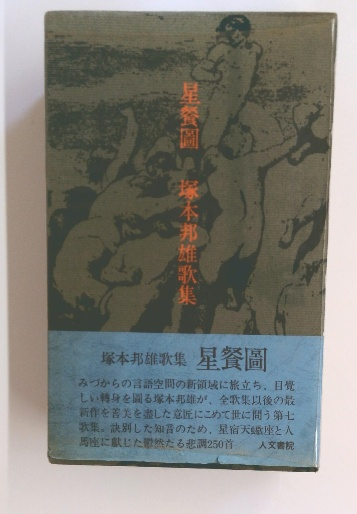 星餐圖 塚本邦雄歌集
塚本邦雄歌集 星餐圖
みづからの言語空間の新領域に旅立ち、目覺
しい轉身を圖る塚本邦雄が、全歌集以後の最
新作を善美を盡した意匠にこめて世に問う第七
歌集。訣別した知音のため、星宿天蠍座と人
馬座に獻じた鬱然たる悲調250首
人文書院